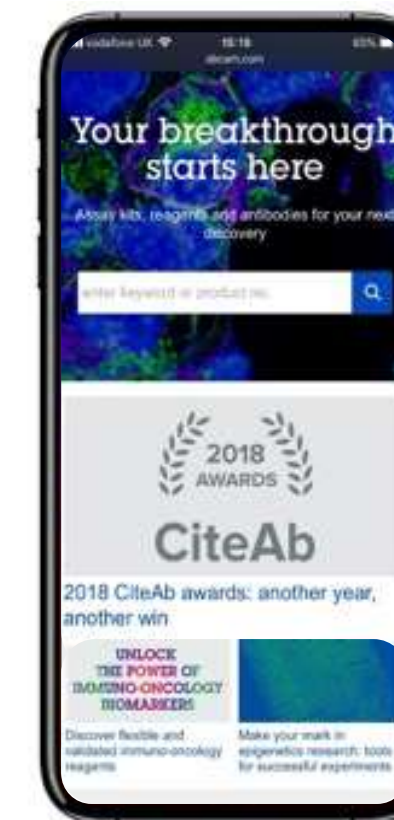 vodafone UK
15:18
abcam.com
Your breakthrough
starts here
Assay kits, reagents and antibodies for your next
discovery
enter keyword or product no.
2018
AWARDS
CiteAb
2018 CiteAb awards: another year,
another win
UNLOCK
THE POWER OF
IMMUNO-ONCOLOGY
BIOMARKERS
Discover flexible and
validated immuno-oncology
reagents
Make your mark in
epigenetics research: tools
for successful experiments